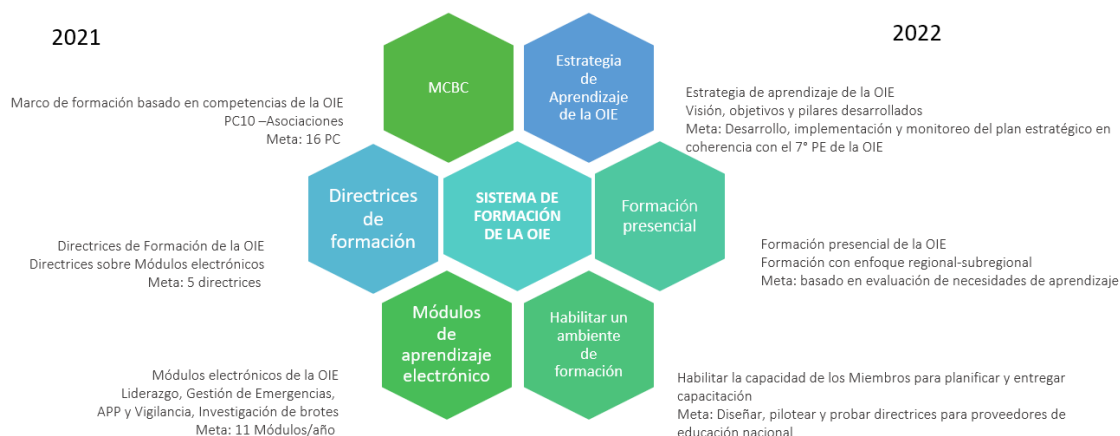 2021
2022
MCBC
Estrategia
de
Aprendizaje
de la OIE
Marco de formación basado en competencias de la OIE
PC10 –Asociaciones
Meta: 16 PC
Estrategia de aprendizaje de la OIE
Visión, objetivos y pilares desarrollados
Meta: Desarrollo, implementación y monitoreo del plan estratégico en
coherencia con el 7° PE de la OIE
Directrices
de
formación
SISTEMA DE
FORMACIÓN
DE LA OIE
Formación
presencial
Directrices de Formación de la OIE
Directrices sobre Módulos electrónicos
Meta: 5 directrices
Formación presencial de la OIE
Formación con enfoque regional-subregional
Meta: basado en evaluación de necesidades de aprendizaje
Módulos
de
aprendizaje
electrónico
Habilitar un
ambiente
de
formación
Módulos electrónicos de la OIE
Liderazgo, Gestión de Emergencias,
APP y Vigilancia, Investigación de brotes
Meta: 11 Módulos/año
Habilitar la capacidad de los Miembros para planificar y entregar
capacitación
Meta: Diseñar, pilotear y probar directrices para proveedores de
educación nacional